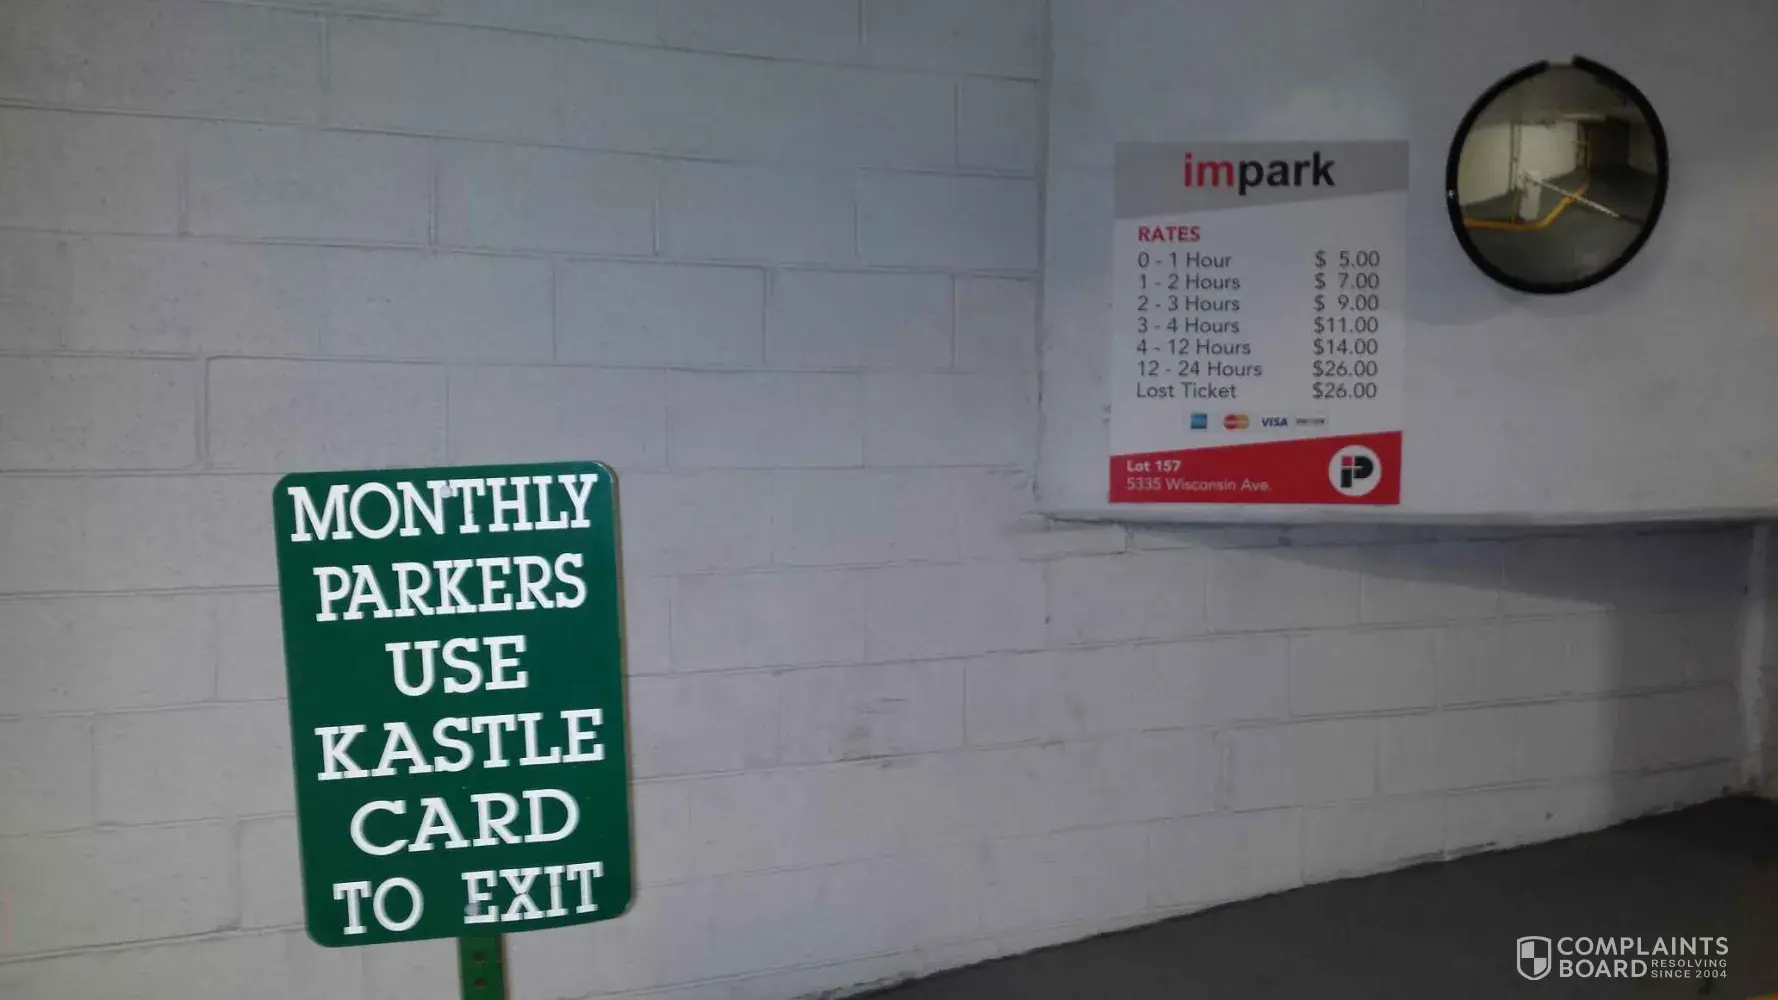 MONTHLY
PARKERS
USE
KASTLE
CARD
TO EXIT
impark
RATES
0 - 1 Hour $ 5.00
1 - 2 Hours $ 7.00
2 - 3 Hours $ 9.00
3 - 4 Hours $11.00
4 - 12 Hours $14.00
12 - 24 Hours $26.00
Lost Ticket $26.00
VISA
Lot 157
5335 Wisconsin Ave.
COMPLAINTS
BOARD RESOLVING
SINCE 2004